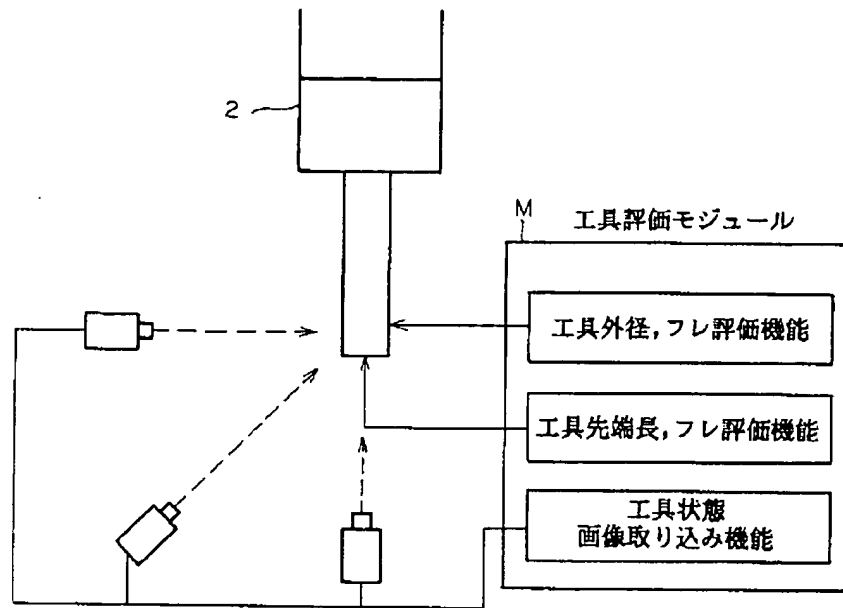 2
M
工具評価モジュール
工具外径,フレ評価機能
工具先端長,フレ評価機能
工具状態
画像取り込み機能